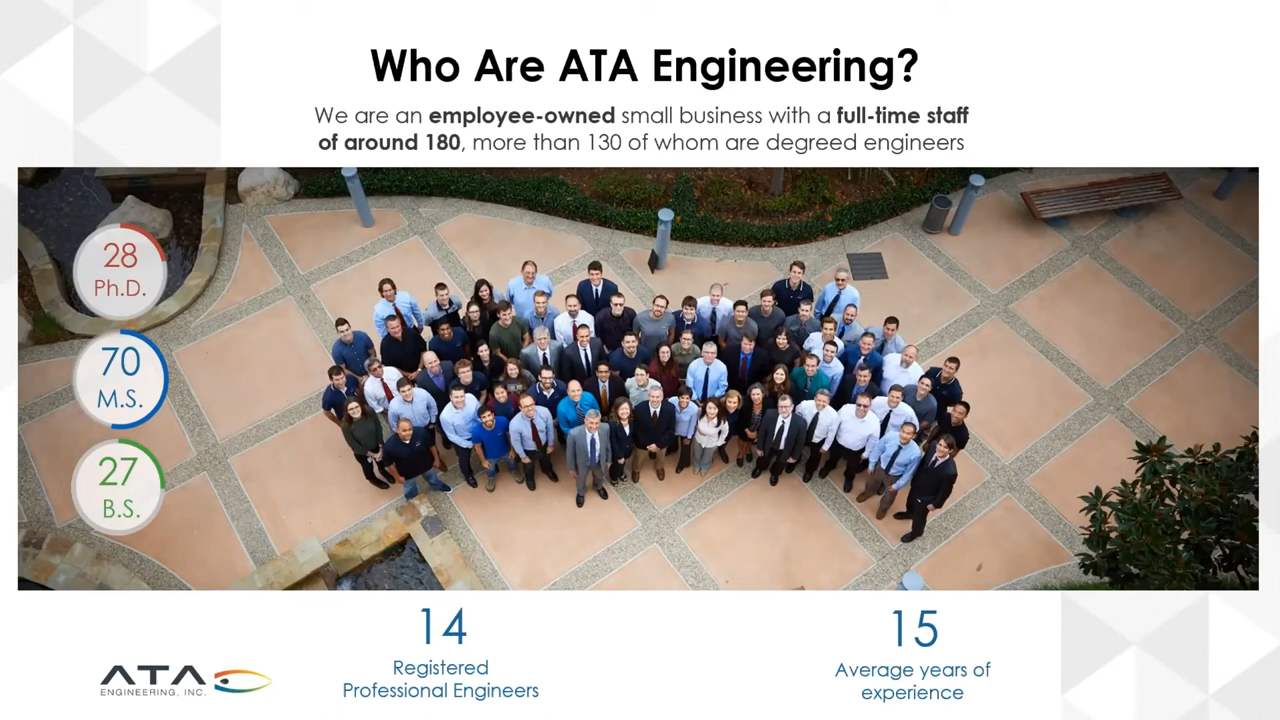 Who Are ATA Engineering?
We are an employee-owned small business with a full-time staff
of around 180, more than 130 of whom are degreed engineers
28
Ph.D.
70
M.S.
27
B.S.
14
Registered
Professional Engineers
15
Average years of
experience
ATA
ENGINEERING, INC.